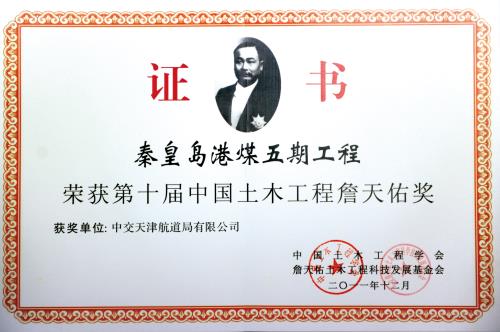 证书
秦皇岛港煤五期工程
荣获第十届中国土木工程詹天佑奖
获奖单位: 中交天津航道局有限公司
中国土木工程学会
詹天佑土木工程科技发展基金会
二〇一一年十二月